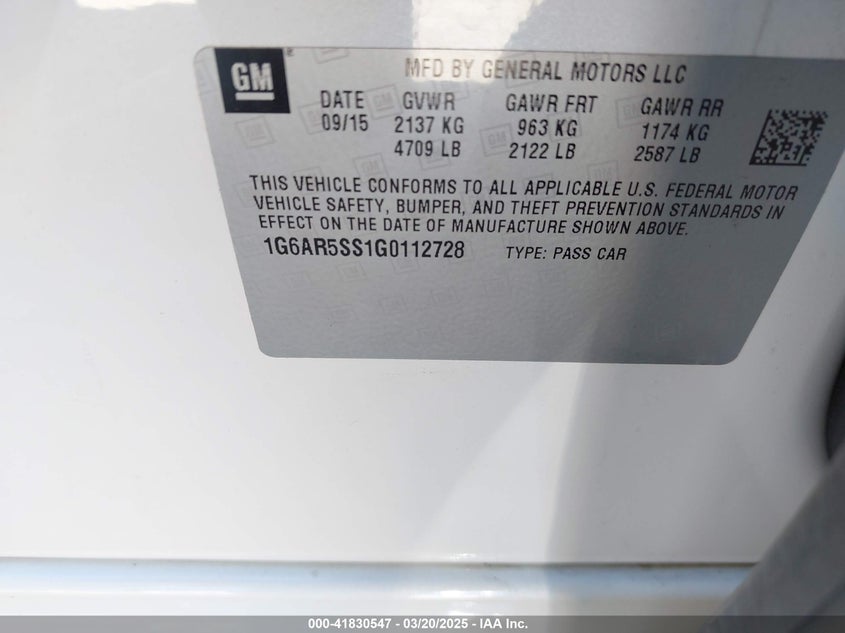 GM
MFD BY GENERAL MOTORS LLC
DATE GVWR GAWR FRT GAWR RR
09/15 2137 KG 963 KG 1174 KG
4709 LB 2122 LB 2587 LB
THIS VEHICLE CONFORMS TO ALL APPLICABLE U.S. FEDERAL MOTOR
VEHICLE SAFETY, BUMPER, AND THEFT PREVENTION STANDARDS IN
EFFECT ON THE DATE OF MANUFACTURE SHOWN ABOVE.
1G6AR5SS1G0112728 TYPE: PASS CAR
000-41830547 - 03/20/2025 - IAA Inc.